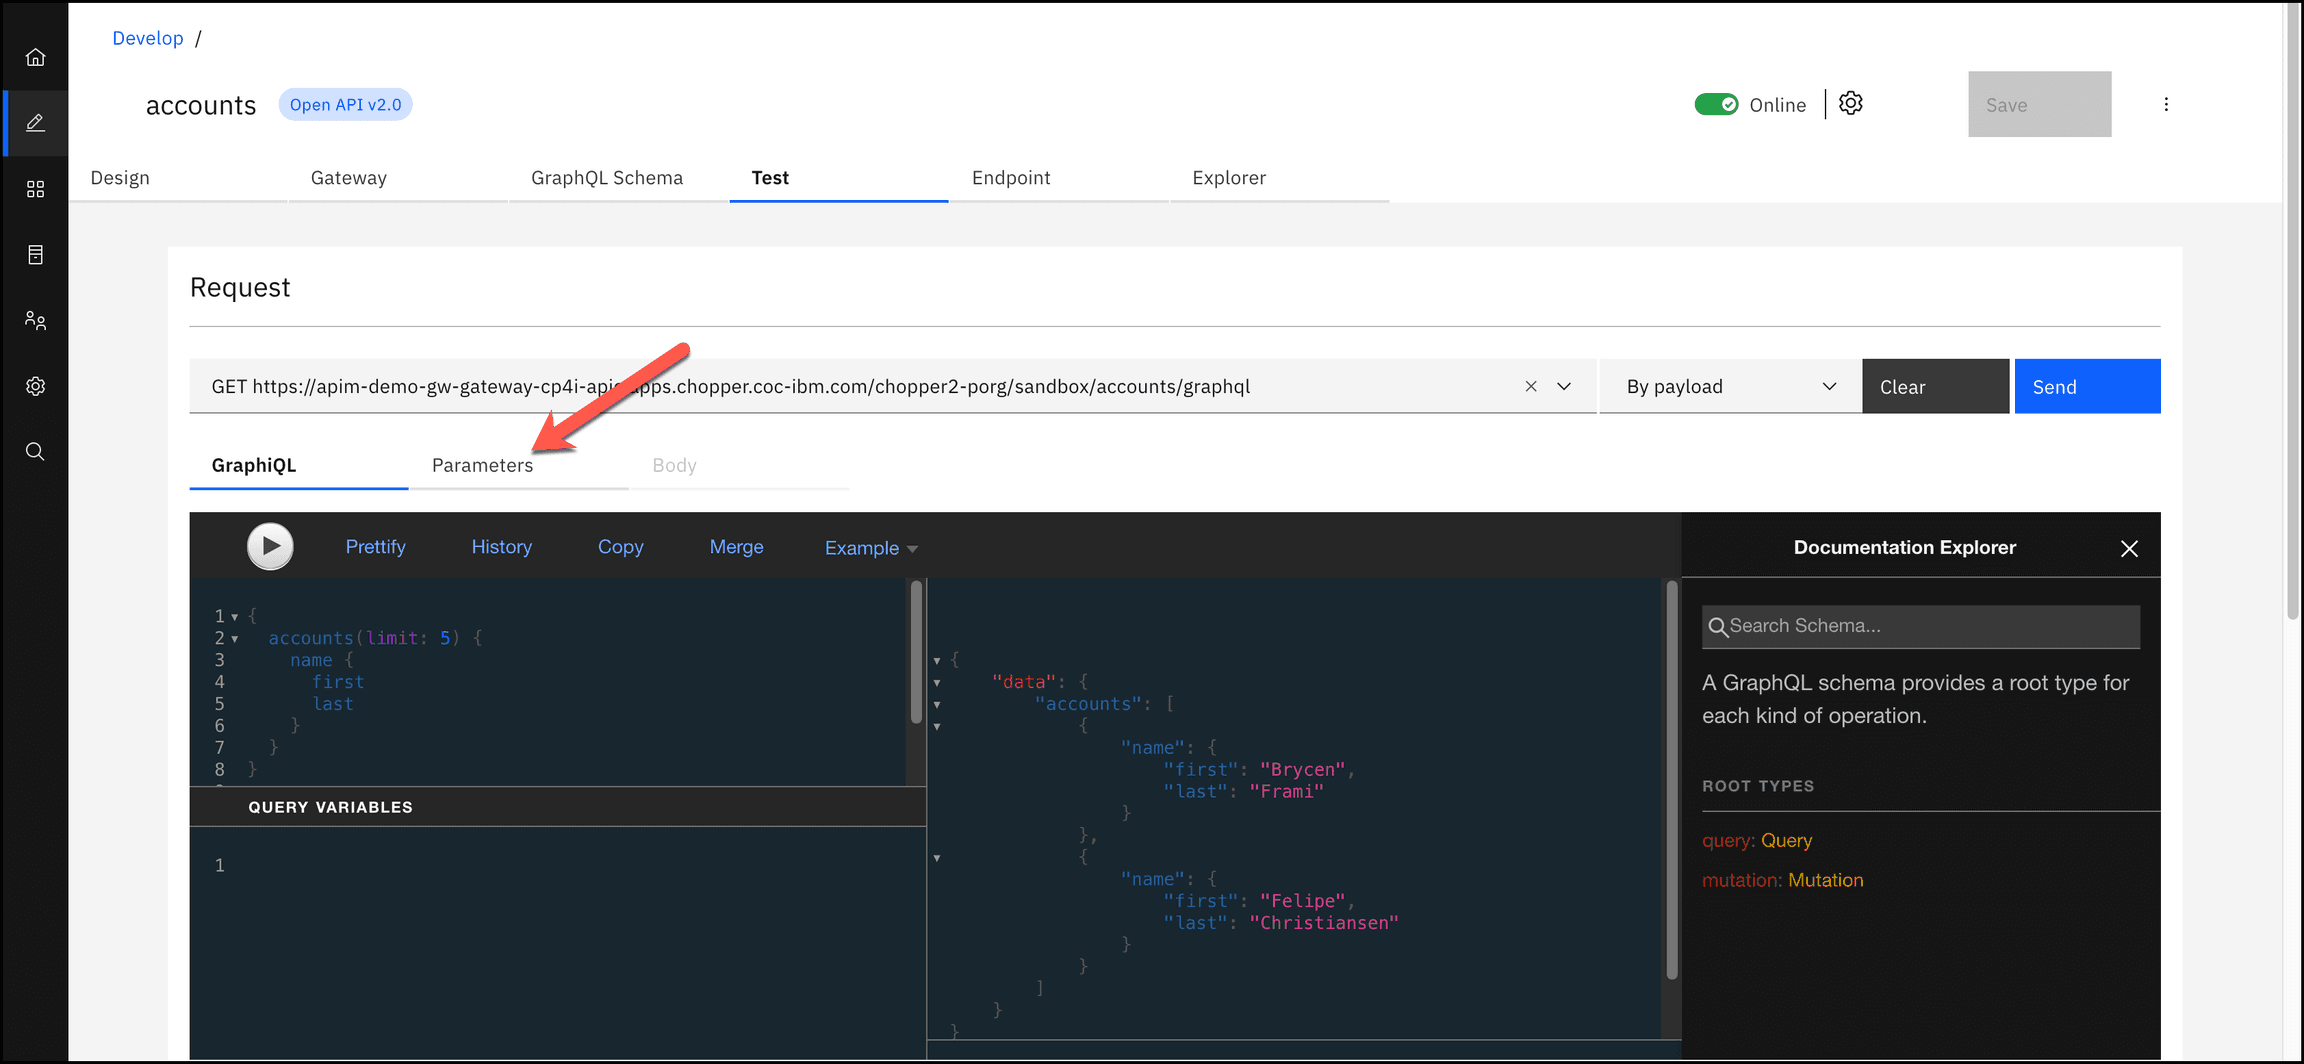 Develop /
accounts Open API v2.0 Online Save
Design Gateway GraphQL Schema Test Endpoint Explorer
Request
GET https://apim-demo-gw-gateway-cp4i-apic apps.chopper.coc-ibm.com/chopper2-porg/sandbox/accounts/graphql By payload Clear Send
GraphiQL Parameters Body
Prettify History Copy Merge Example Documentation Explorer
Search Schema...
A GraphQL schema provides a root type for
each kind of operation.
ROOT TYPES
query: Query
mutation: Mutation
1 {
2 accounts(limit: 5) {
3 name {
4 first
5 last
6 }
7 }
8 }
QUERY VARIABLES
1
{
"data": {
"accounts": [
{
"name": {
"first": "Brycen",
"last": "Frami"
}
},
{
"name": {
"first": "Felipe",
"last": "Christiansen"
}
}
]
}
}